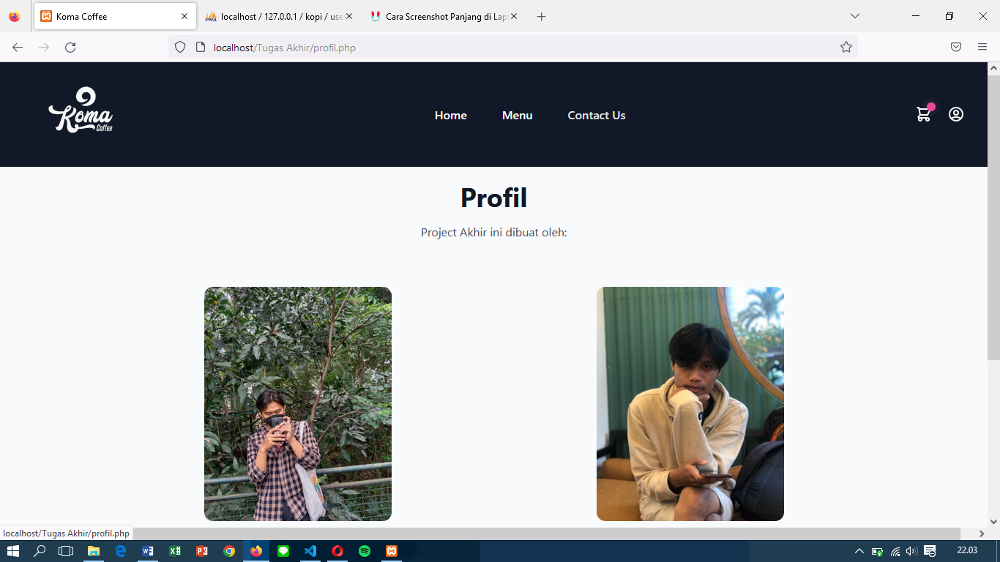 Koma Coffee
localhost / 127.0.0.1 / kopi / use
Cara Screenshot Panjang di Lap
localhost/Tugas Akhir/profil.php
Koma
Coffee
Home
Menu
Contact Us
Profil
Project Akhir ini dibuat oleh:
localhost/Tugas Akhir/profil.php
22.03